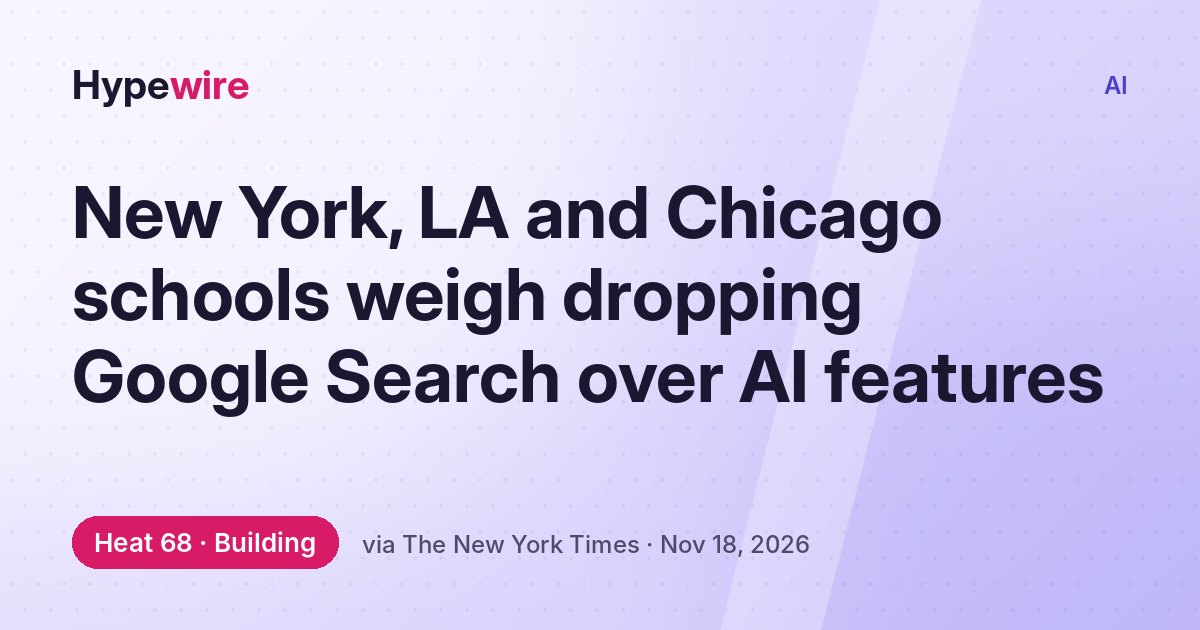 Hypewire
AI
New York, LA and Chicago
schools weigh dropping
Google Search over AI features
Heat 68 · Building
via The New York Times · Nov 18, 2026